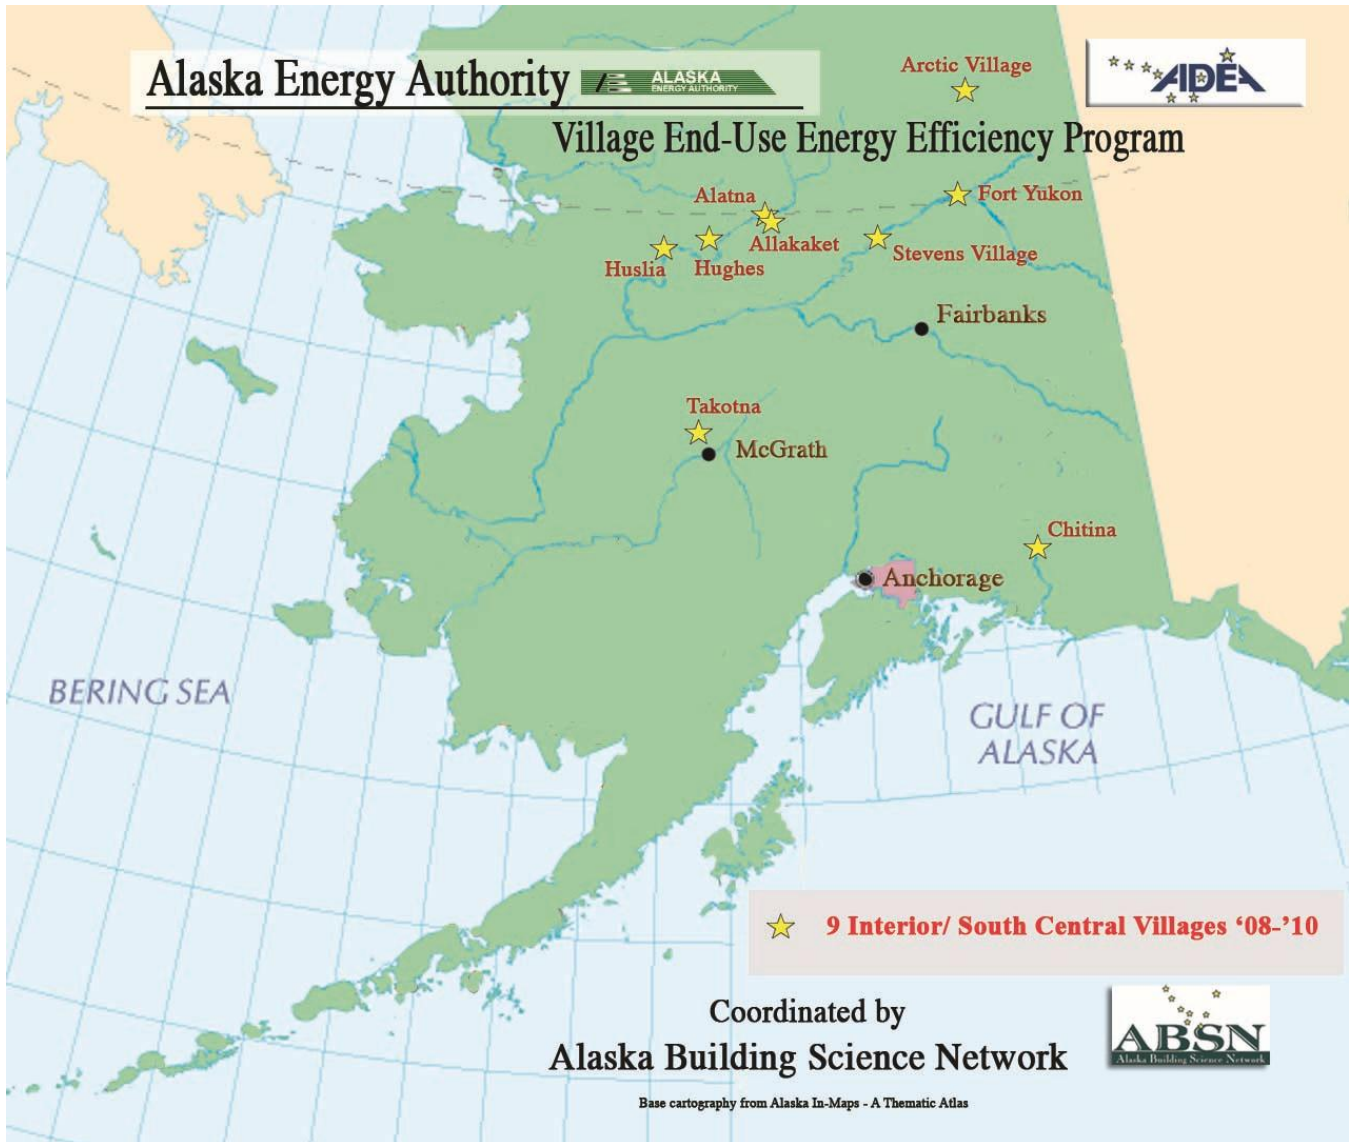 Alaska Energy Authority
ALASKA
ENERGY AUTHORITY
AIDEA
Village End-Use Energy Efficiency Program
Arctic Village
Alatna
Fort Yukon
Allakaket
Stevens Village
Huslia
Hughes
Fairbanks
Takotna
McGrath
Chitina
Anchorage
BERING SEA
GULF OF
ALASKA
9 Interior/ South Central Villages ‘08-’10
Coordinated by
Alaska Building Science Network
ABSN
Alaska Building Science Network
Base cartography from Alaska In-Maps - A Thematic Atlas